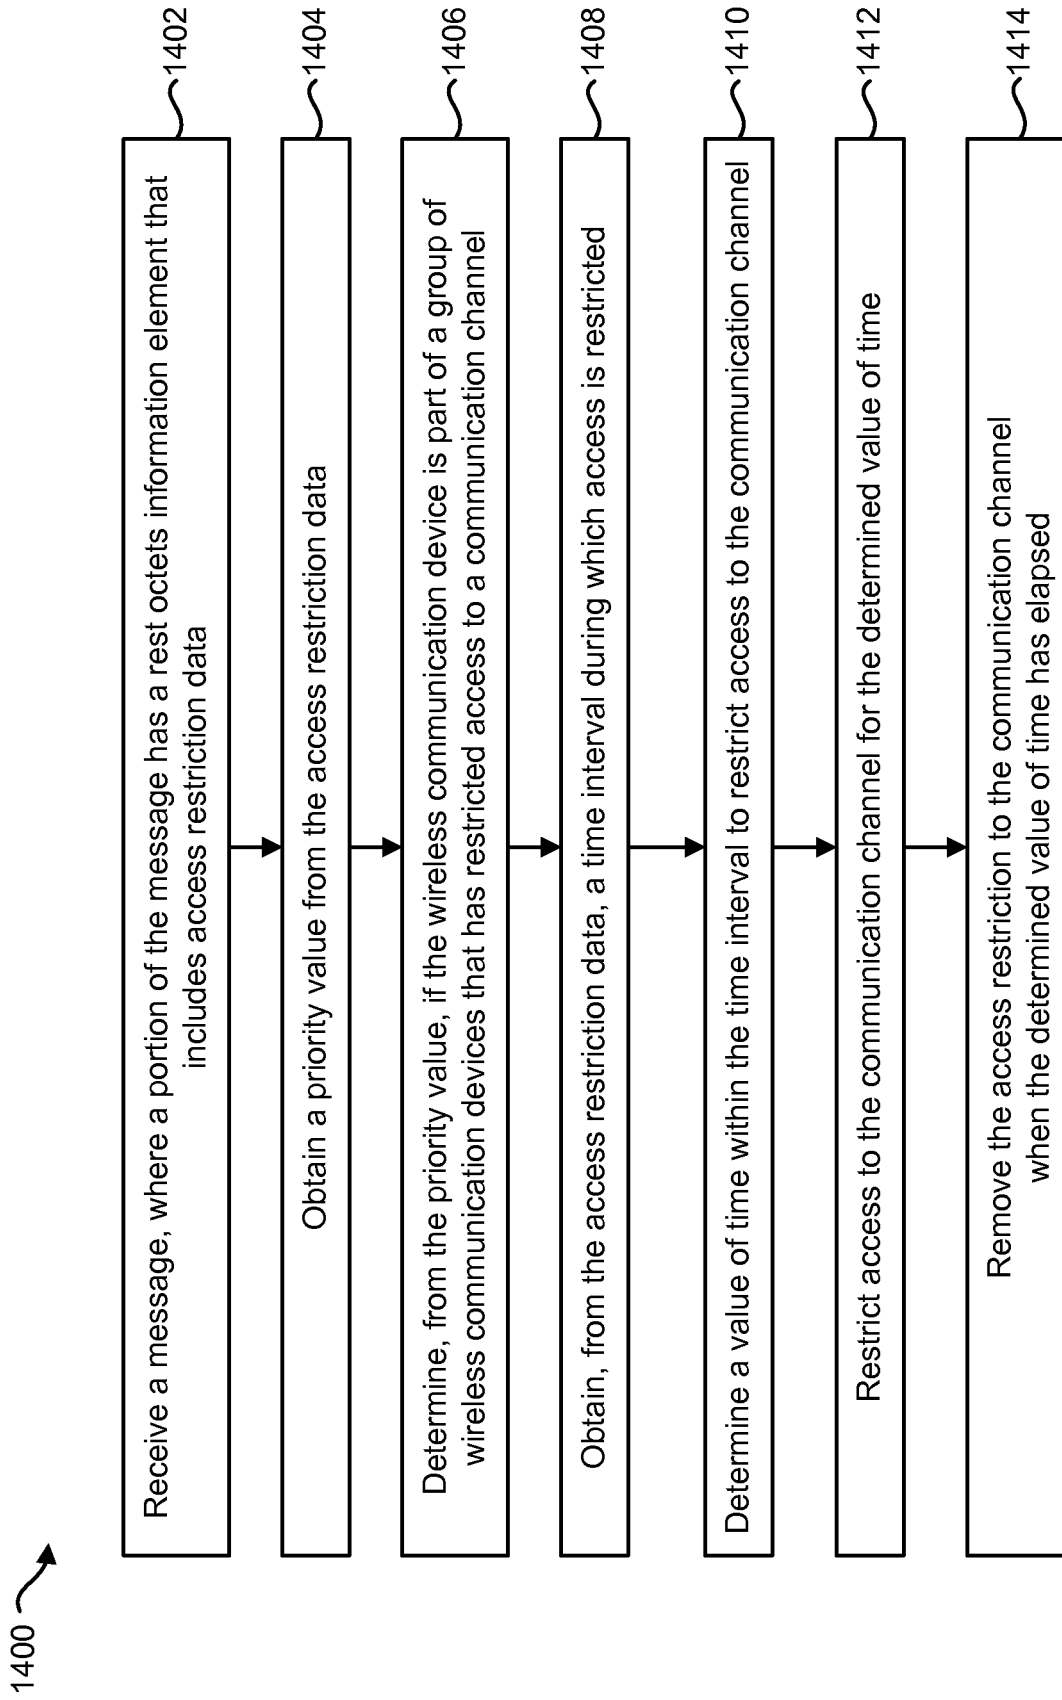 1400
Receive a message, where a portion of the message has a rest octets information element that
includes access restriction data
1402
Obtain a priority value from the access restriction data
1404
Determine, from the priority value, if the wireless communication device is part of a group of
wireless communication devices that has restricted access to a communication channel
1406
Obtain, from the access restriction data, a time interval during which access is restricted
1408
Determine a value of time within the time interval to restrict access to the communication channel
1410
Restrict access to the communication channel for the determined value of time
1412
Remove the access restriction to the communication channel
when the determined value of time has elapsed
1414